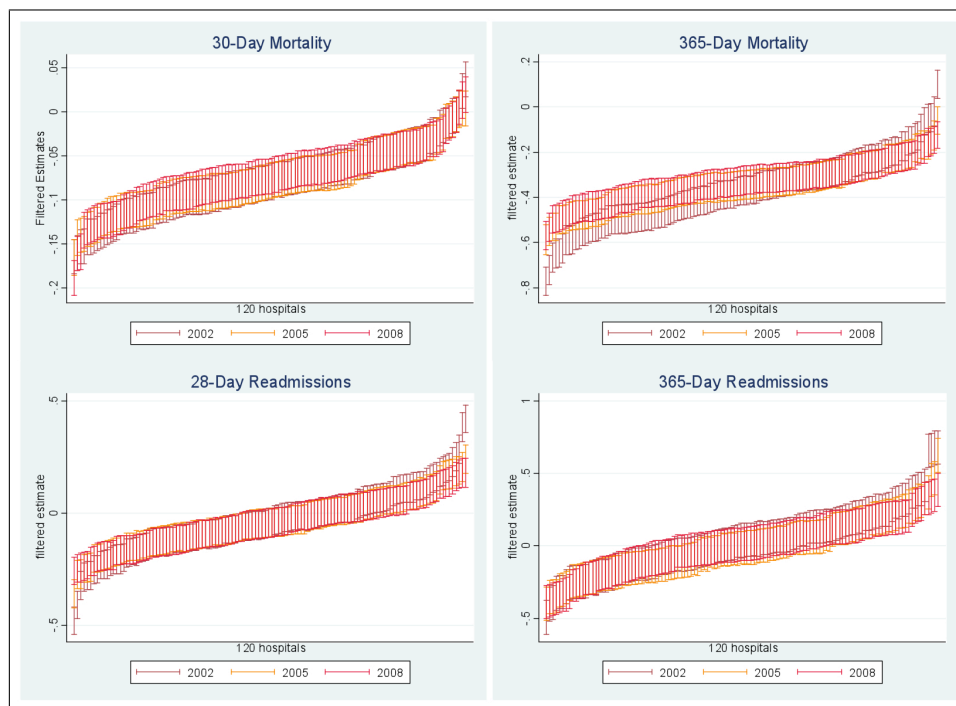 30-Day Mortality
Filtered Estimates
.05
0
-.05
-.1
-.15
-.2
120 hospitals
2002 2005 2008
365-Day Mortality
filtered estimate
.2
0
-.2
-.4
-.6
-.8
120 hospitals
2002 2005 2008
28-Day Readmissions
filtered estimate
.5
0
-.5
120 hospitals
2002 2005 2008
365-Day Readmissions
filtered estimate
1
.5
0
-.5
120 hospitals
2002 2005 2008